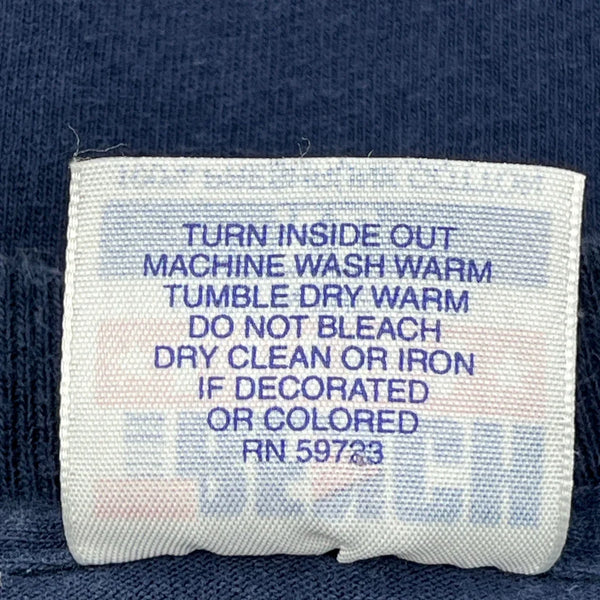 TURN INSIDE OUT
MACHINE WASH WARM
TUMBLE DRY WARM
DO NOT BLEACH
DRY CLEAN OR IRON
IF DECORATED
OR COLORED
RN 59723